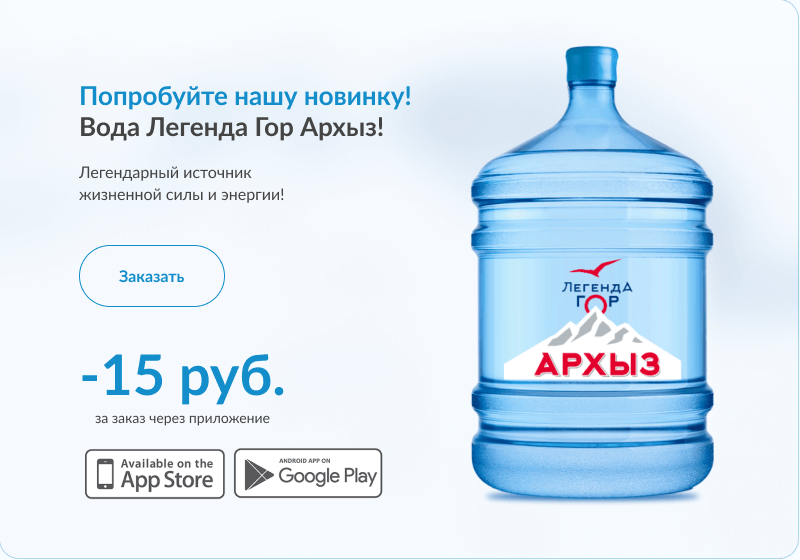 Попробуйте нашу новинку!
Вода Легенда Гор Архыз!
Легендарный источник
жизненной силы и энергии!
Заказать
-15 руб.
за заказ через приложение
Available on the
App Store
ANDROID APP ON
Google Play
ЛЕГЕНДА
ГОР
АРХЫЗ